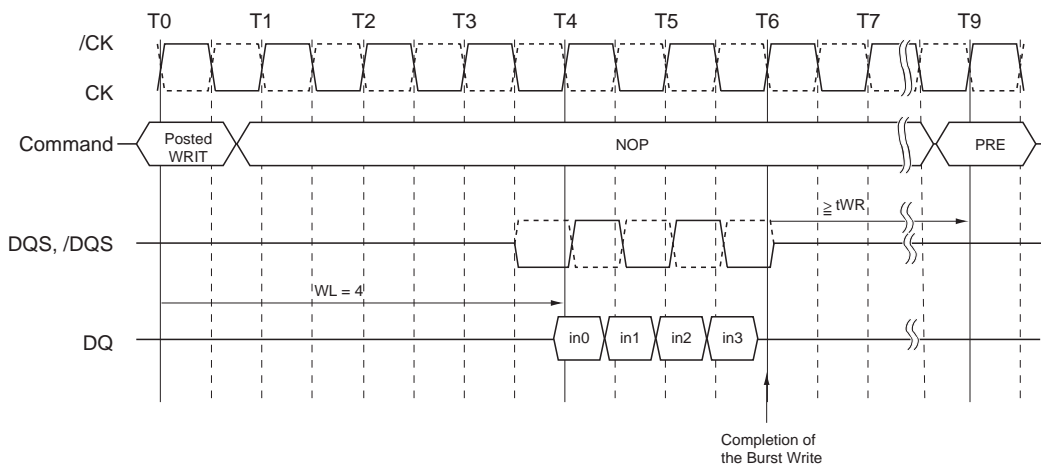 T0 T1 T2 T3 T4 T5 T6 T7 T9
/CK
CK
Command
Posted
WRIT
NOP
PRE
≧ tWR
DQS, /DQS
WL = 4
DQ
in0 in1 in2 in3
Completion of
the Burst Write